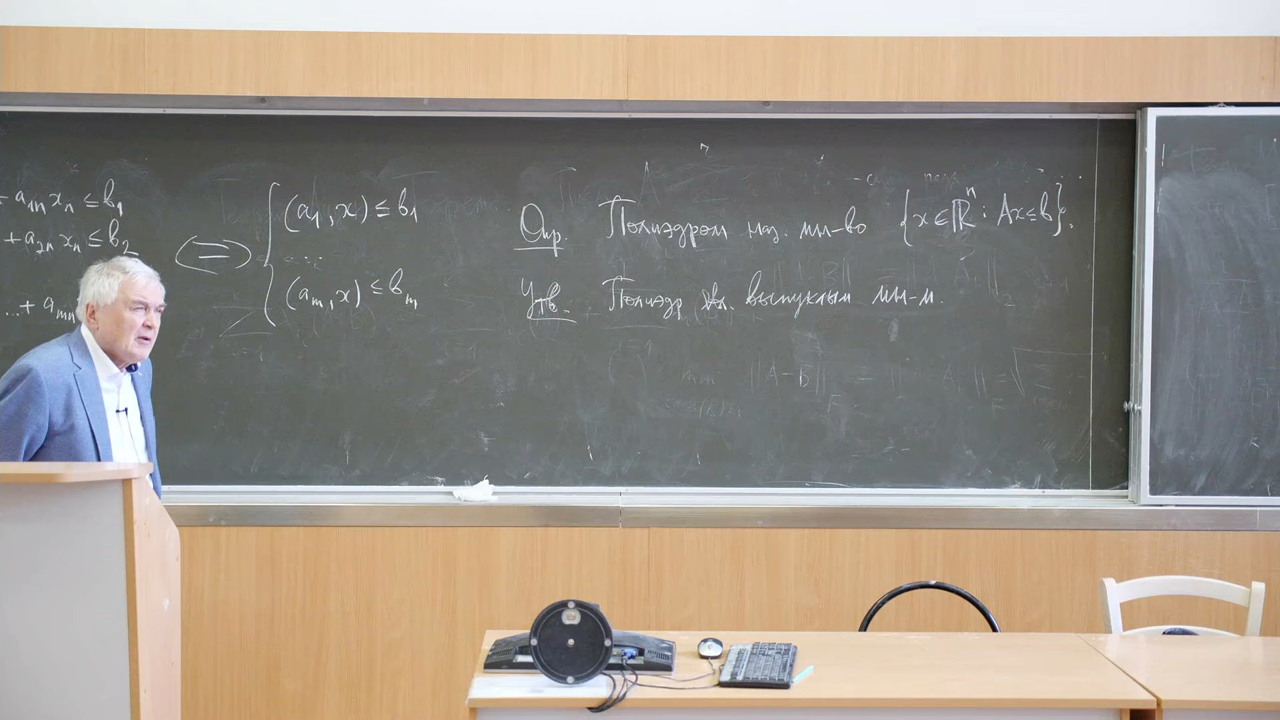 a₁ₙxₙ ≤ b₁
+ a₂ₙxₙ ≤ b₂
...+ aₘₙ
⟺
(a₁,x) ≤ b₁
(aₘ,x) ≤ bₘ
Опр. Полиэдром наз. мн-во {x∈ℝⁿ: Ax≤b}.
Утв. Полиэдр явл. выпуклым мн-м.